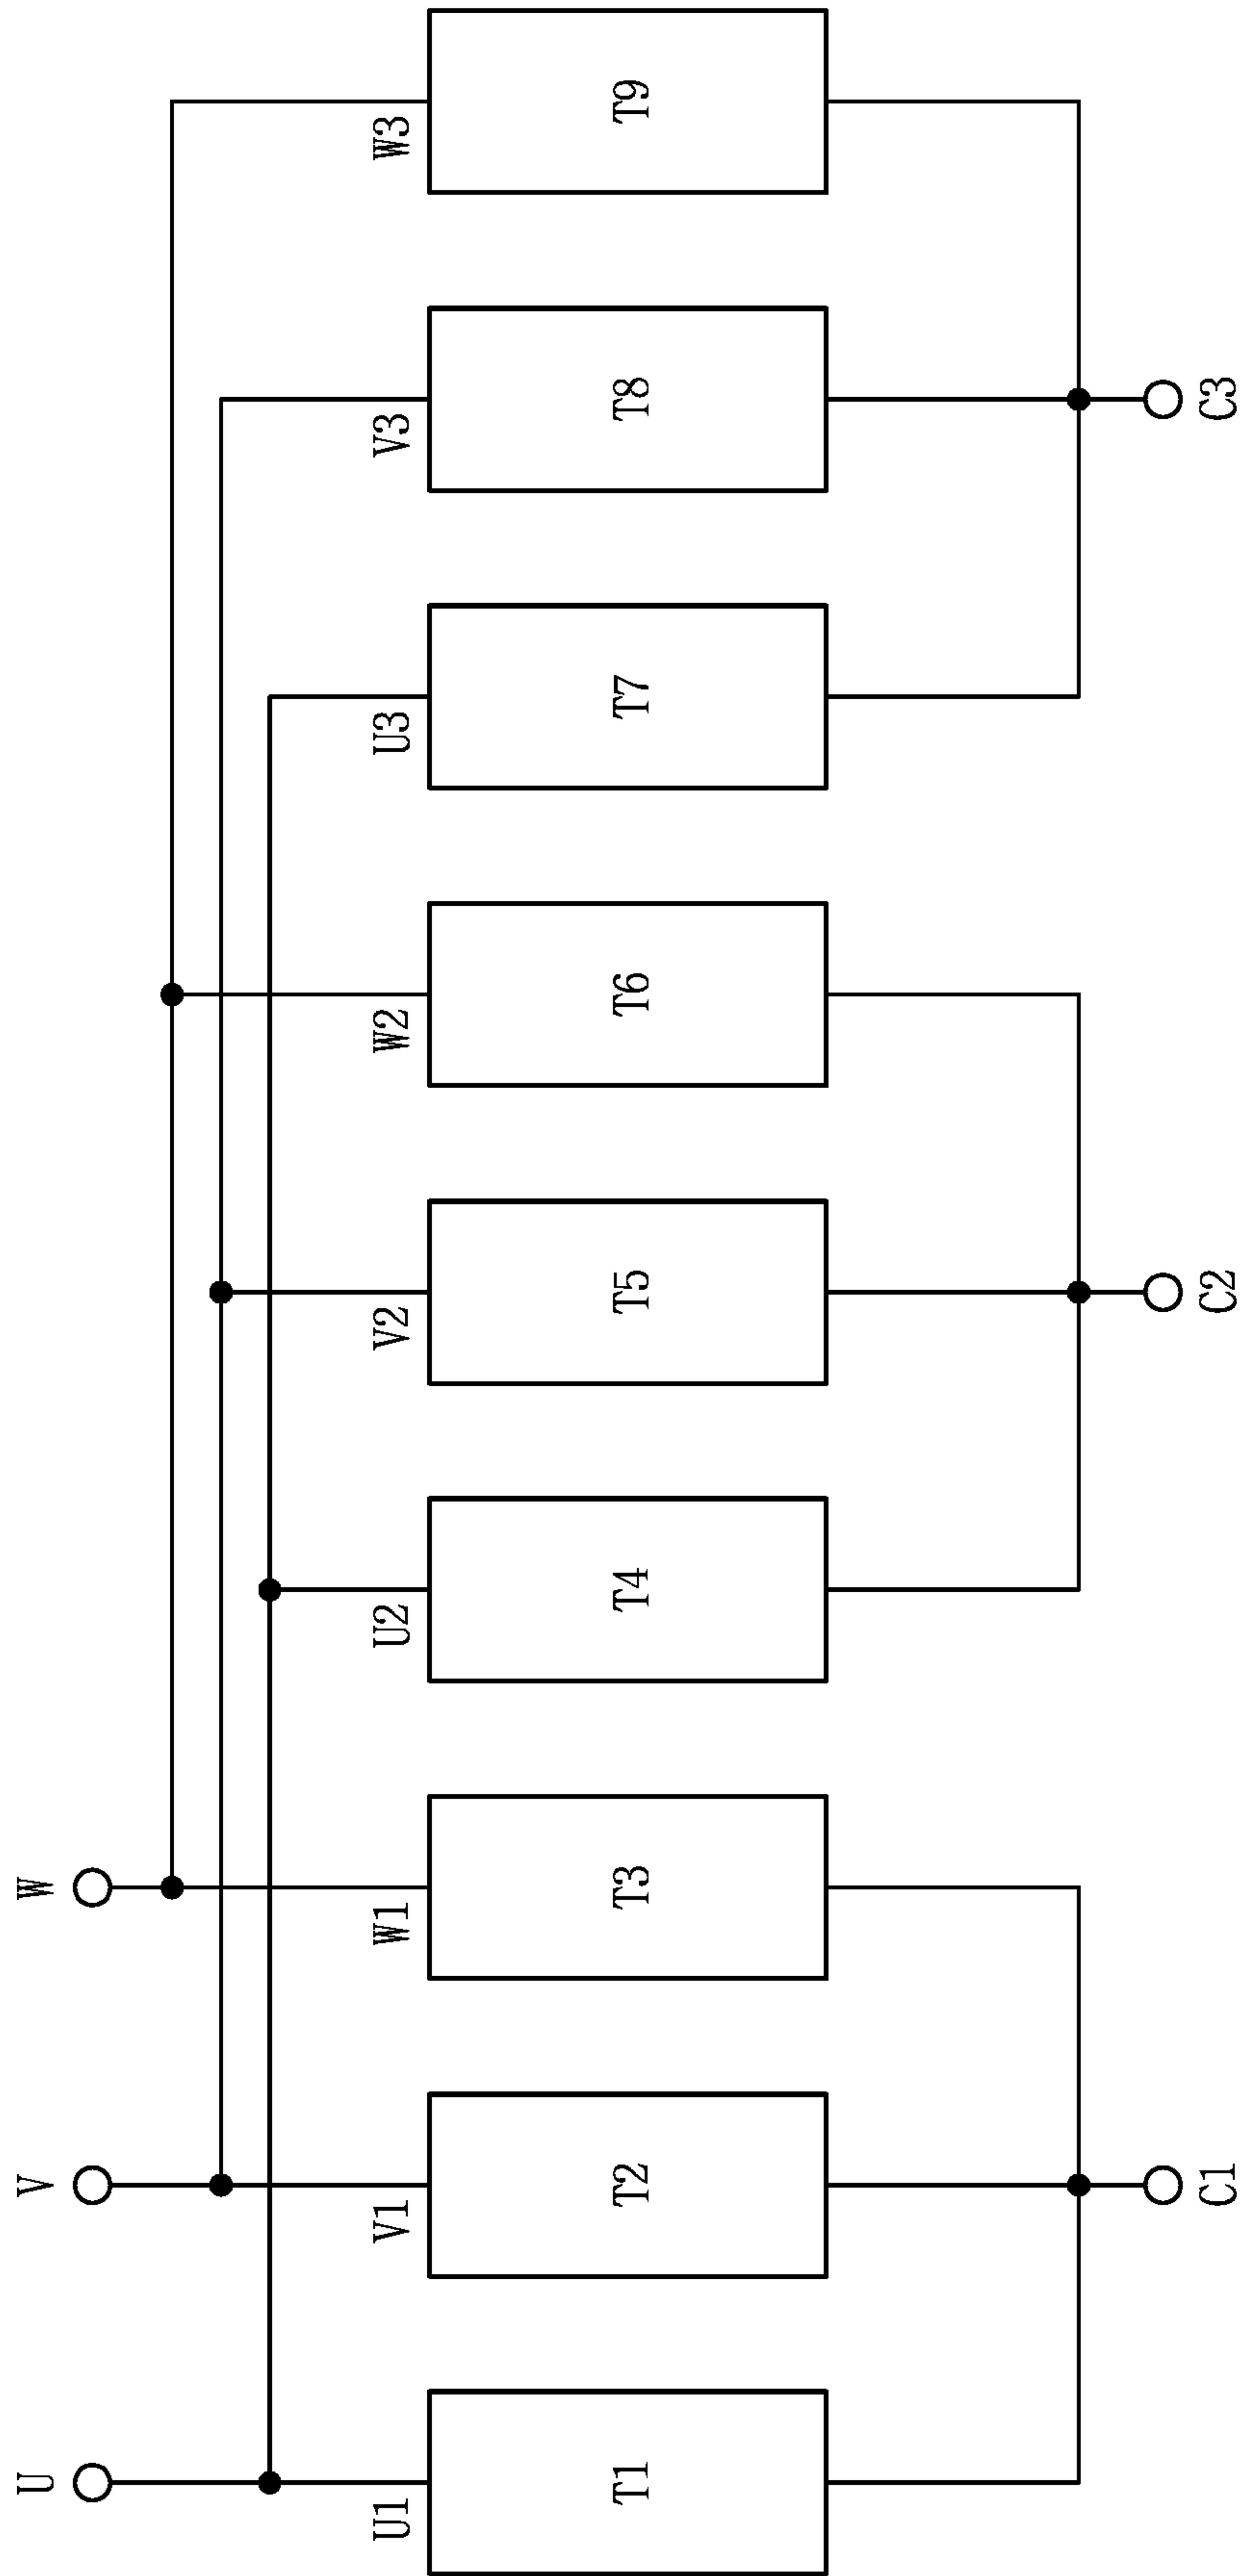 U V W
U1 V1 W1 U2 V2 W2 U3 V3 W3
T1 T2 T3 T4 T5 T6 T7 T8 T9
C1 C2 C3